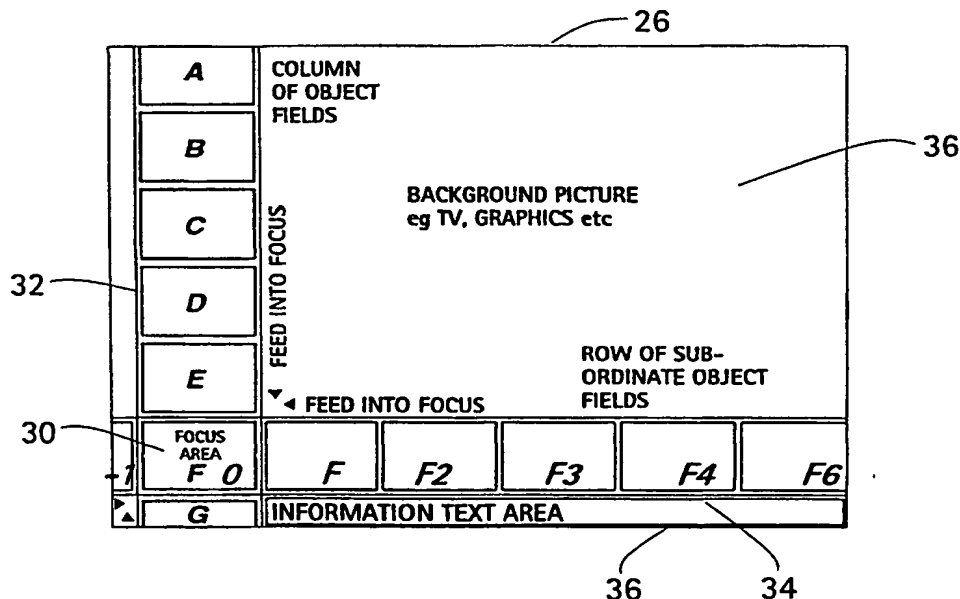 26
A
COLUMN
OF OBJECT
FIELDS
B
36
BACKGROUND PICTURE
eg TV, GRAPHICS etc
C
FEED INTO FOCUS
32
D
E
ROW OF SUB-
ORDINATE OBJECT
FIELDS
FEED INTO FOCUS
30
FOCUS
AREA
-1 F 0 F F2 F3 F4 F6
G INFORMATION TEXT AREA
36 34